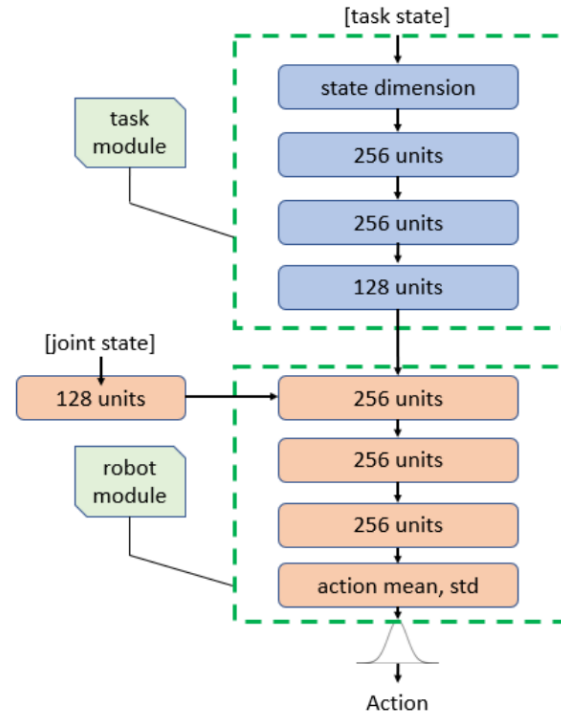 [task state]
state dimension
task
module
256 units
256 units
128 units
[joint state]
128 units
256 units
robot
module
256 units
256 units
action mean, std
Action